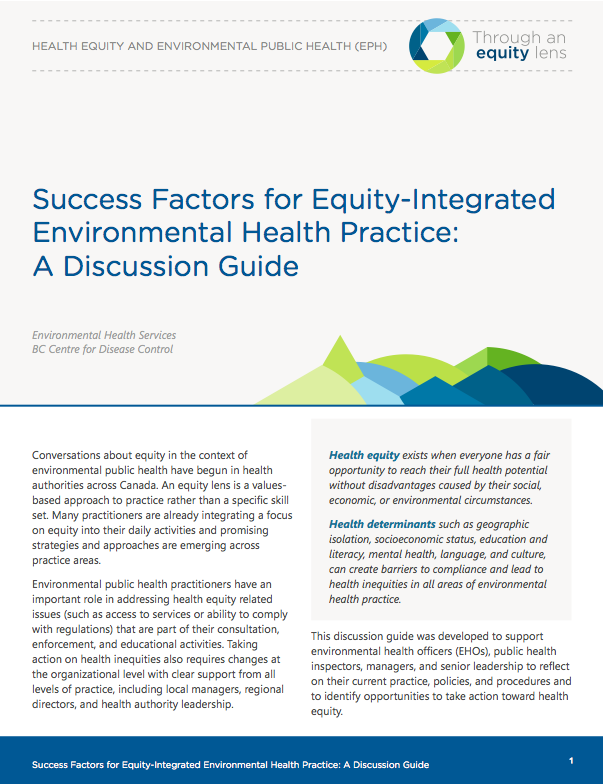 HEALTH EQUITY AND ENVIRONMENTAL PUBLIC HEALTH (EPH)
Through an
equity lens
Success Factors for Equity-Integrated
Environmental Health Practice:
A Discussion Guide
Environmental Health Services
BC Centre for Disease Control
Conversations about equity in the context of
environmental public health have begun in health
authorities across Canada. An equity lens is a values-
based approach to practice rather than a specific skill
set. Many practitioners are already integrating a focus
on equity into their daily activities and promising
strategies and approaches are emerging across
practice areas.
Environmental public health practitioners have an
important role in addressing health equity related
issues (such as access to services or ability to comply
with regulations) that are part of their consultation,
enforcement, and educational activities. Taking
action on health inequities also requires changes at
the organizational level with clear support from all
levels of practice, including local managers, regional
directors, and health authority leadership.
Health equity exists when everyone has a fair
opportunity to reach their full health potential
without disadvantages caused by their social,
economic, or environmental circumstances.
Health determinants such as geographic
isolation, socioeconomic status, education and
literacy, mental health, language, and culture,
can create barriers to compliance and lead to
health inequities in all areas of environmental
health practice.
This discussion guide was developed to support
environmental health officers (EHOs), public health
inspectors, managers, and senior leadership to reflect
on their current practice, policies, and procedures and
to identify opportunities to take action toward health
equity.
Success Factors for Equity-Integrated Environmental Health Practice: A Discussion Guide
1